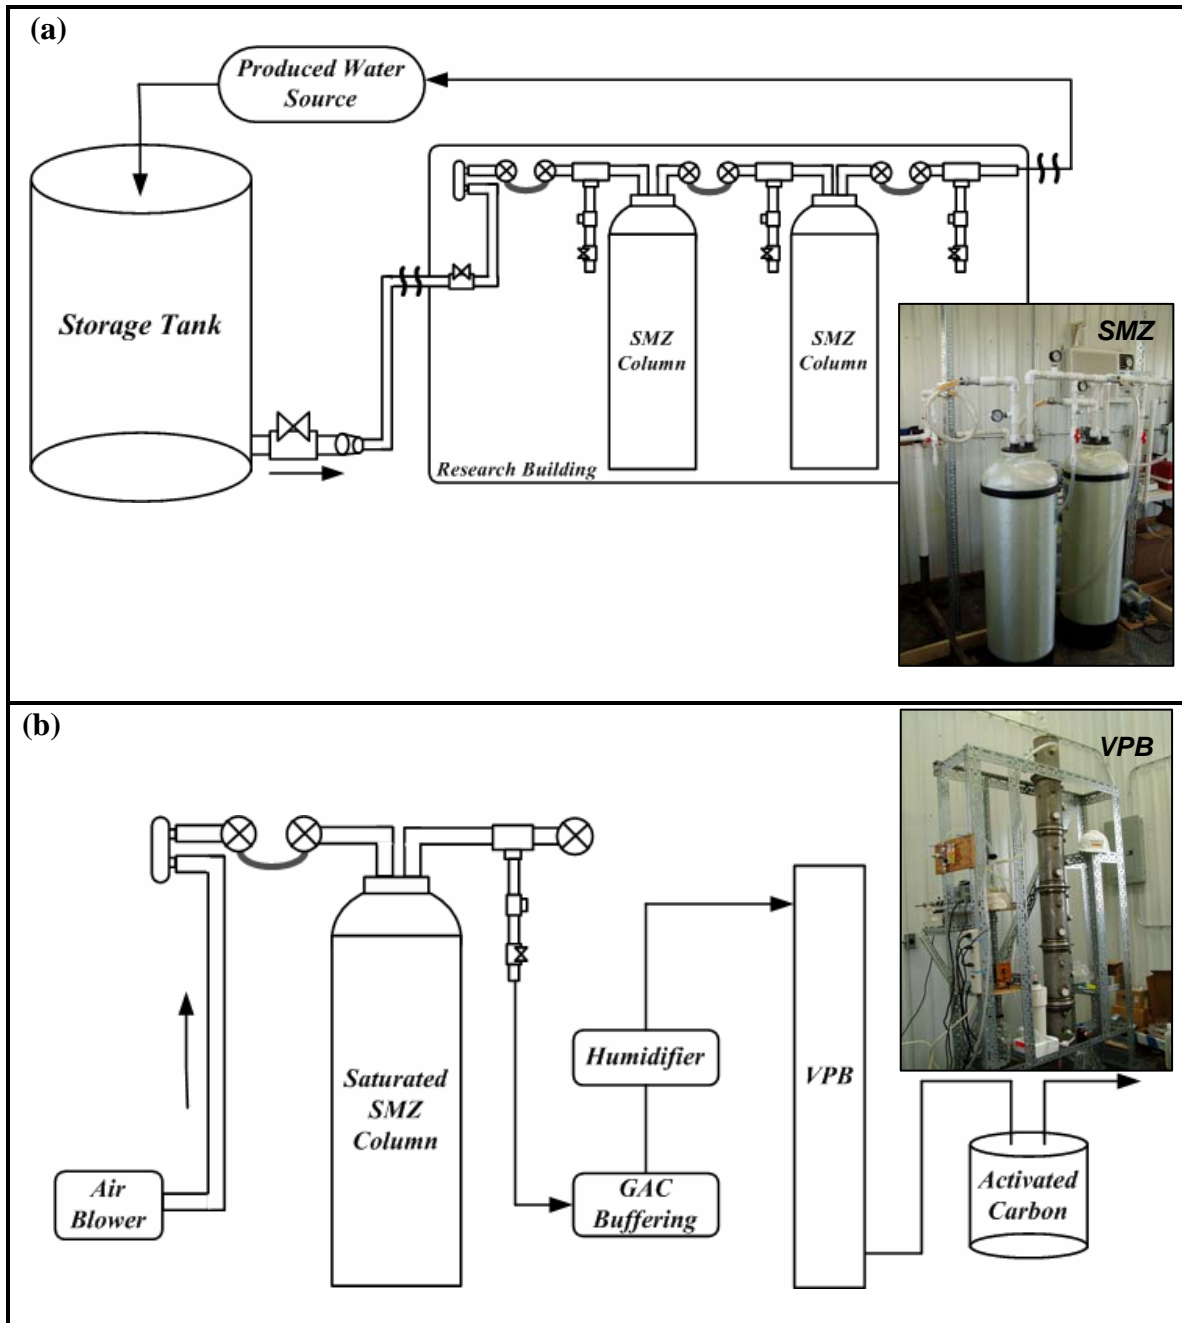 (a)
Produced Water
Source
Storage Tank
SMZ
Column
SMZ
Column
Research Building
SMZ
(b)
VPB
Saturated
SMZ
Column
Air
Blower
Humidifier
GAC
Buffering
VPB
Activated
Carbon